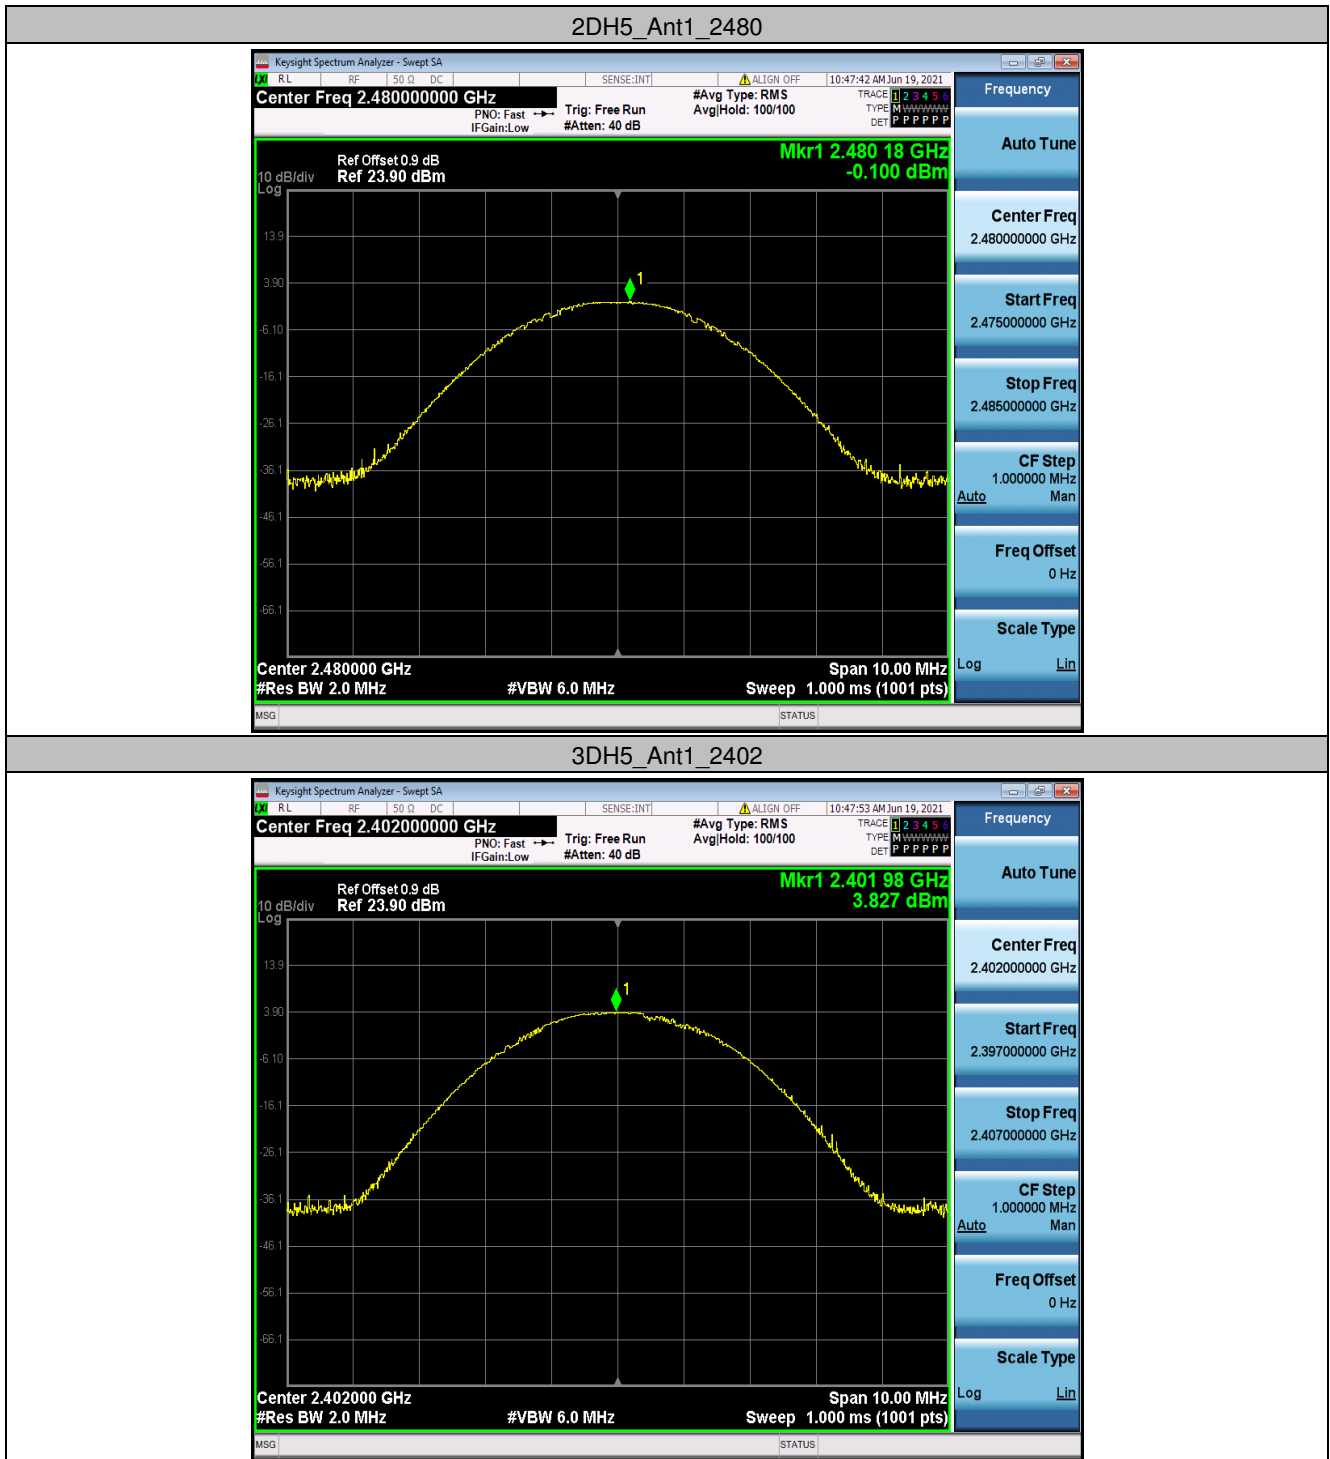 2DH5_Ant1_2480
Keysight Spectrum Analyzer - Swept SA
LXI RL RF 50 Ω DC SENSE:INT ALIGN OFF 10:47:42 AM Jun 19, 2021
Center Freq 2.480000000 GHz
PNO: Fast
IFGain:Low
Trig: Free Run
#Atten: 40 dB
#Avg Type: RMS
Avg|Hold: 100/100
TRACE 1 2 3 4 5 6
TYPE M WWWWW
DET P P P P P P
Mkr1 2.480 18 GHz
-0.100 dBm
Ref Offset 0.9 dB
10 dB/div Ref 23.90 dBm
Log
13.9
3.90
-6.10
-16.1
-26.1
-36.1
-46.1
-56.1
-66.1
1
Center 2.480000 GHz Span 10.00 MHz
#Res BW 2.0 MHz #VBW 6.0 MHz Sweep 1.000 ms (1001 pts)
MSG STATUS
Frequency
Auto Tune
Center Freq
2.480000000 GHz
Start Freq
2.475000000 GHz
Stop Freq
2.485000000 GHz
CF Step
1.000000 MHz
Auto Man
Freq Offset
0 Hz
Scale Type
Log Lin
3DH5_Ant1_2402
Keysight Spectrum Analyzer - Swept SA
LXI RL RF 50 Ω DC SENSE:INT ALIGN OFF 10:47:53 AM Jun 19, 2021
Center Freq 2.402000000 GHz
PNO: Fast
IFGain:Low
Trig: Free Run
#Atten: 40 dB
#Avg Type: RMS
Avg|Hold: 100/100
TRACE 1 2 3 4 5 6
TYPE M WWWWW
DET P P P P P P
Mkr1 2.401 98 GHz
3.827 dBm
Ref Offset 0.9 dB
10 dB/div Ref 23.90 dBm
Log
13.9
3.90
-6.10
-16.1
-26.1
-36.1
-46.1
-56.1
-66.1
1
Center 2.402000 GHz Span 10.00 MHz
#Res BW 2.0 MHz #VBW 6.0 MHz Sweep 1.000 ms (1001 pts)
MSG STATUS
Frequency
Auto Tune
Center Freq
2.402000000 GHz
Start Freq
2.397000000 GHz
Stop Freq
2.407000000 GHz
CF Step
1.000000 MHz
Auto Man
Freq Offset
0 Hz
Scale Type
Log Lin